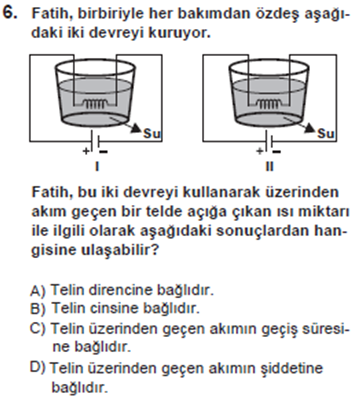 6. Fatih, birbiriyle her bakımdan özdeş aşağı-
daki iki devreyi kuruyor.
Su
Su
+ -
+ -
I
II
Fatih, bu iki devreyi kullanarak üzerinden
akım geçen bir telde açığa çıkan ısı miktarı
ile ilgili olarak aşağıdaki sonuçlardan han-
gisine ulaşabilir?
A) Telin direncine bağlıdır.
B) Telin cinsine bağlıdır.
C) Telin üzerinden geçen akımın geçiş süresi-
ne bağlıdır.
D) Telin üzerinden geçen akımın şiddetine
bağlıdır.